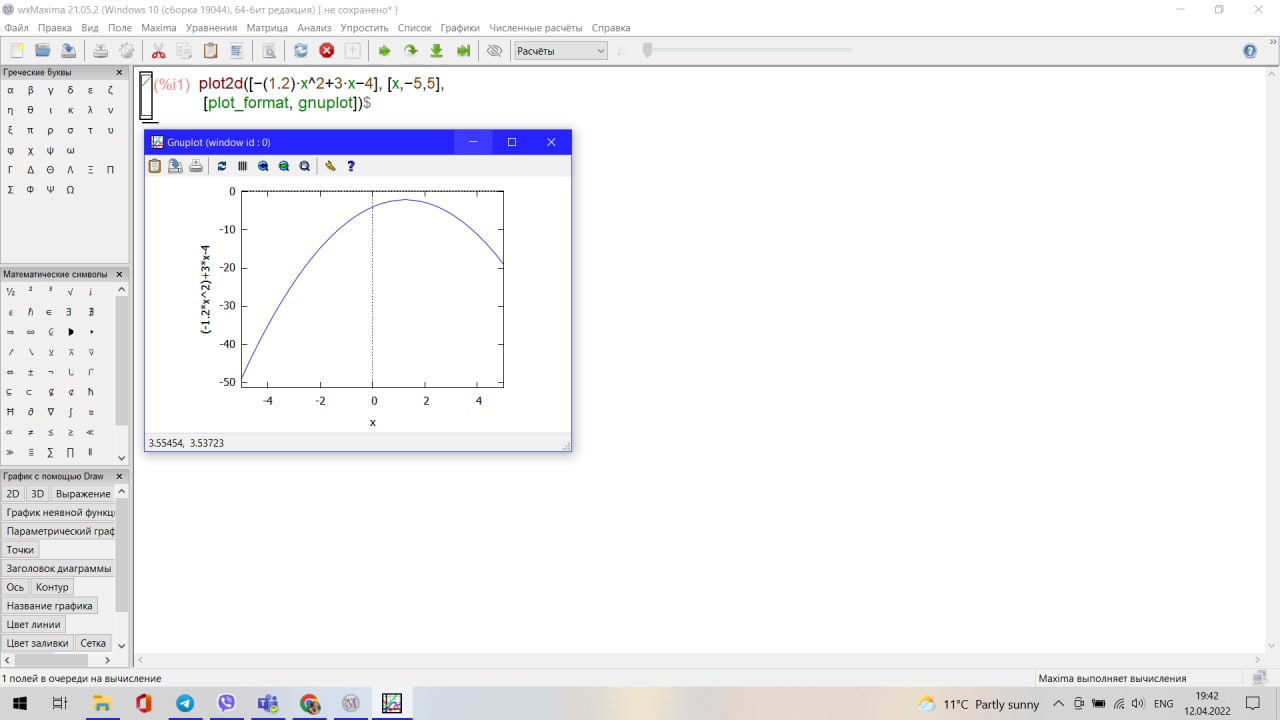 wxMaxima 21.05.2 (Windows 10 (сборка 19044), 64-бит редакция) [ не сохранено* ]
Файл Правка Вид Поле Maxima Уравнения Матрица Анализ Упростить Список Графики Численные расчёты Справка
Расчёты
Греческие буквы
α β γ δ ε ζ
η θ ι κ λ ν
ξ π ρ σ τ υ
φ χ ψ ω
Γ Δ Θ Λ Ξ Π
Σ Φ Ψ Ω
(%i1) plot2d([−(1.2)·x^2+3·x−4], [x,−5,5],
[plot_format, gnuplot])$
Gnuplot (window id : 0)
0
-10
-20
-30
-40
-50
(-1.2*x^2)+3*x-4
-4 -2 0 2 4
x
3.55454, 3.53723
Математические символы
½ ² ³ √ ⅈ
ⅇ ℏ ∈ ∃ ∄
⇒ ∞
⇔ ± ¬ ⋃ ⋂
⊆ ⊂ ⊈ ⊄ ħ
Ħ ∂ ∇ ∫ ≅
∝ ≠ ≤ ≥ ≪
≫ ≣ ∑ ∏ ∥
График с помощью Draw
2D 3D Выражение
График неявной функц
Параметрический граф
Точки
Заголовок диаграммы
Ось Контур
Название графика
Цвет линии
Цвет заливки Сетка
1 полей в очереди на вычисление
Maxima выполняет вычисления
11°C Partly sunny ENG
19:42
12.04.2022